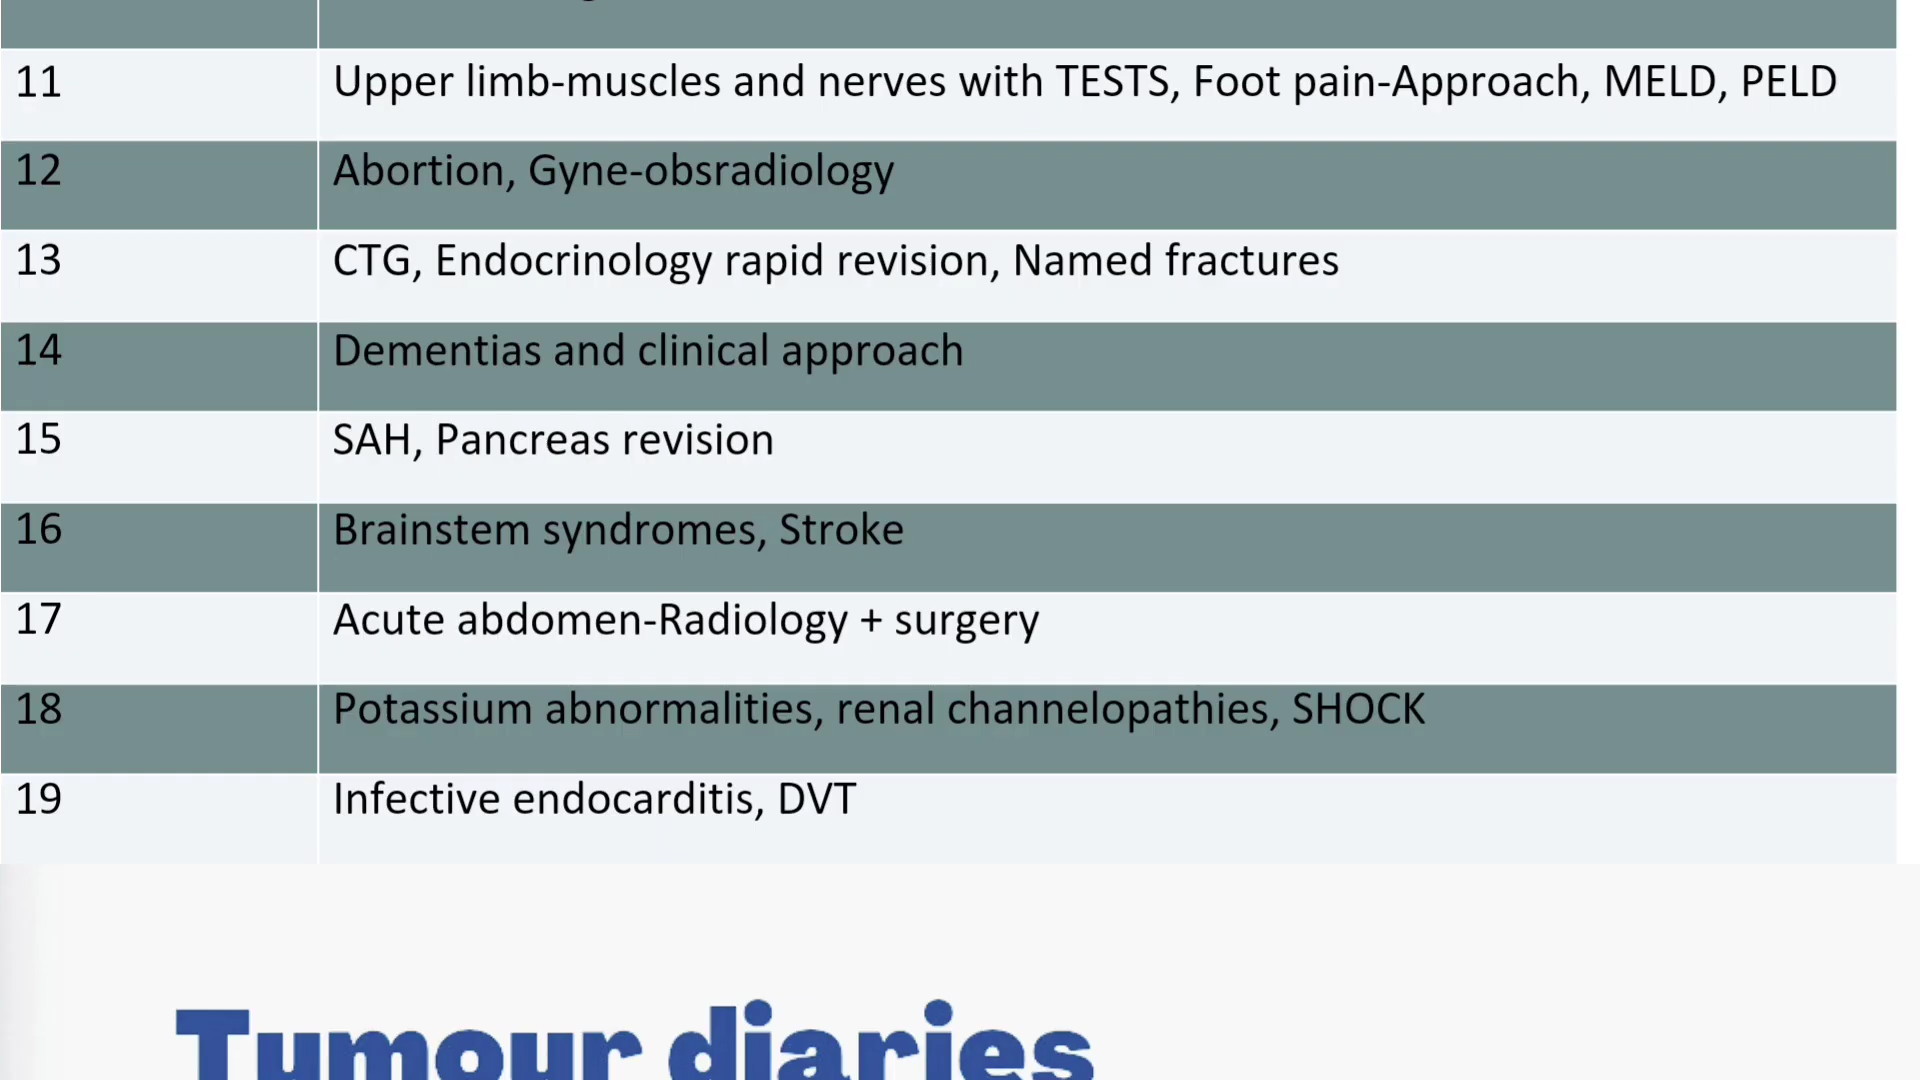 11 Upper limb-muscles and nerves with TESTS, Foot pain-Approach, MELD, PELD
12 Abortion, Gyne-obsradiology
13 CTG, Endocrinology rapid revision, Named fractures
14 Dementias and clinical approach
15 SAH, Pancreas revision
16 Brainstem syndromes, Stroke
17 Acute abdomen-Radiology + surgery
18 Potassium abnormalities, renal channelopathies, SHOCK
19 Infective endocarditis, DVT
Tumour diaries